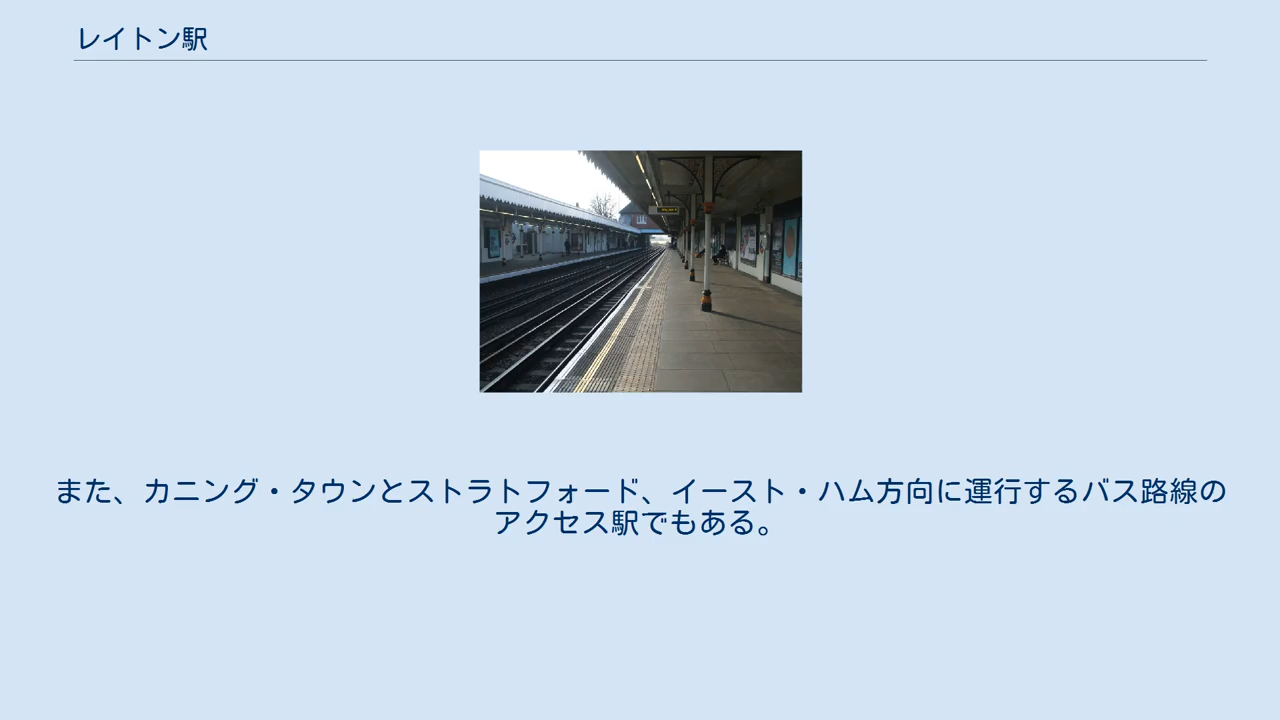 レイトン駅
また、カニング・タウンとストラトフォード、イースト・ハム方向に運行するバス路線の
アクセス駅でもある。